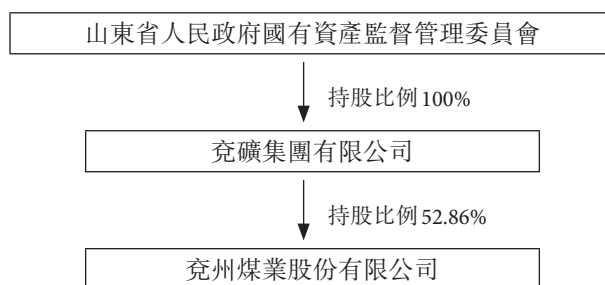 山東省人民政府國有資產監督管理委員會
持股比例100%
兗礦集團有限公司
持股比例52.86%
兗州煤業股份有限公司